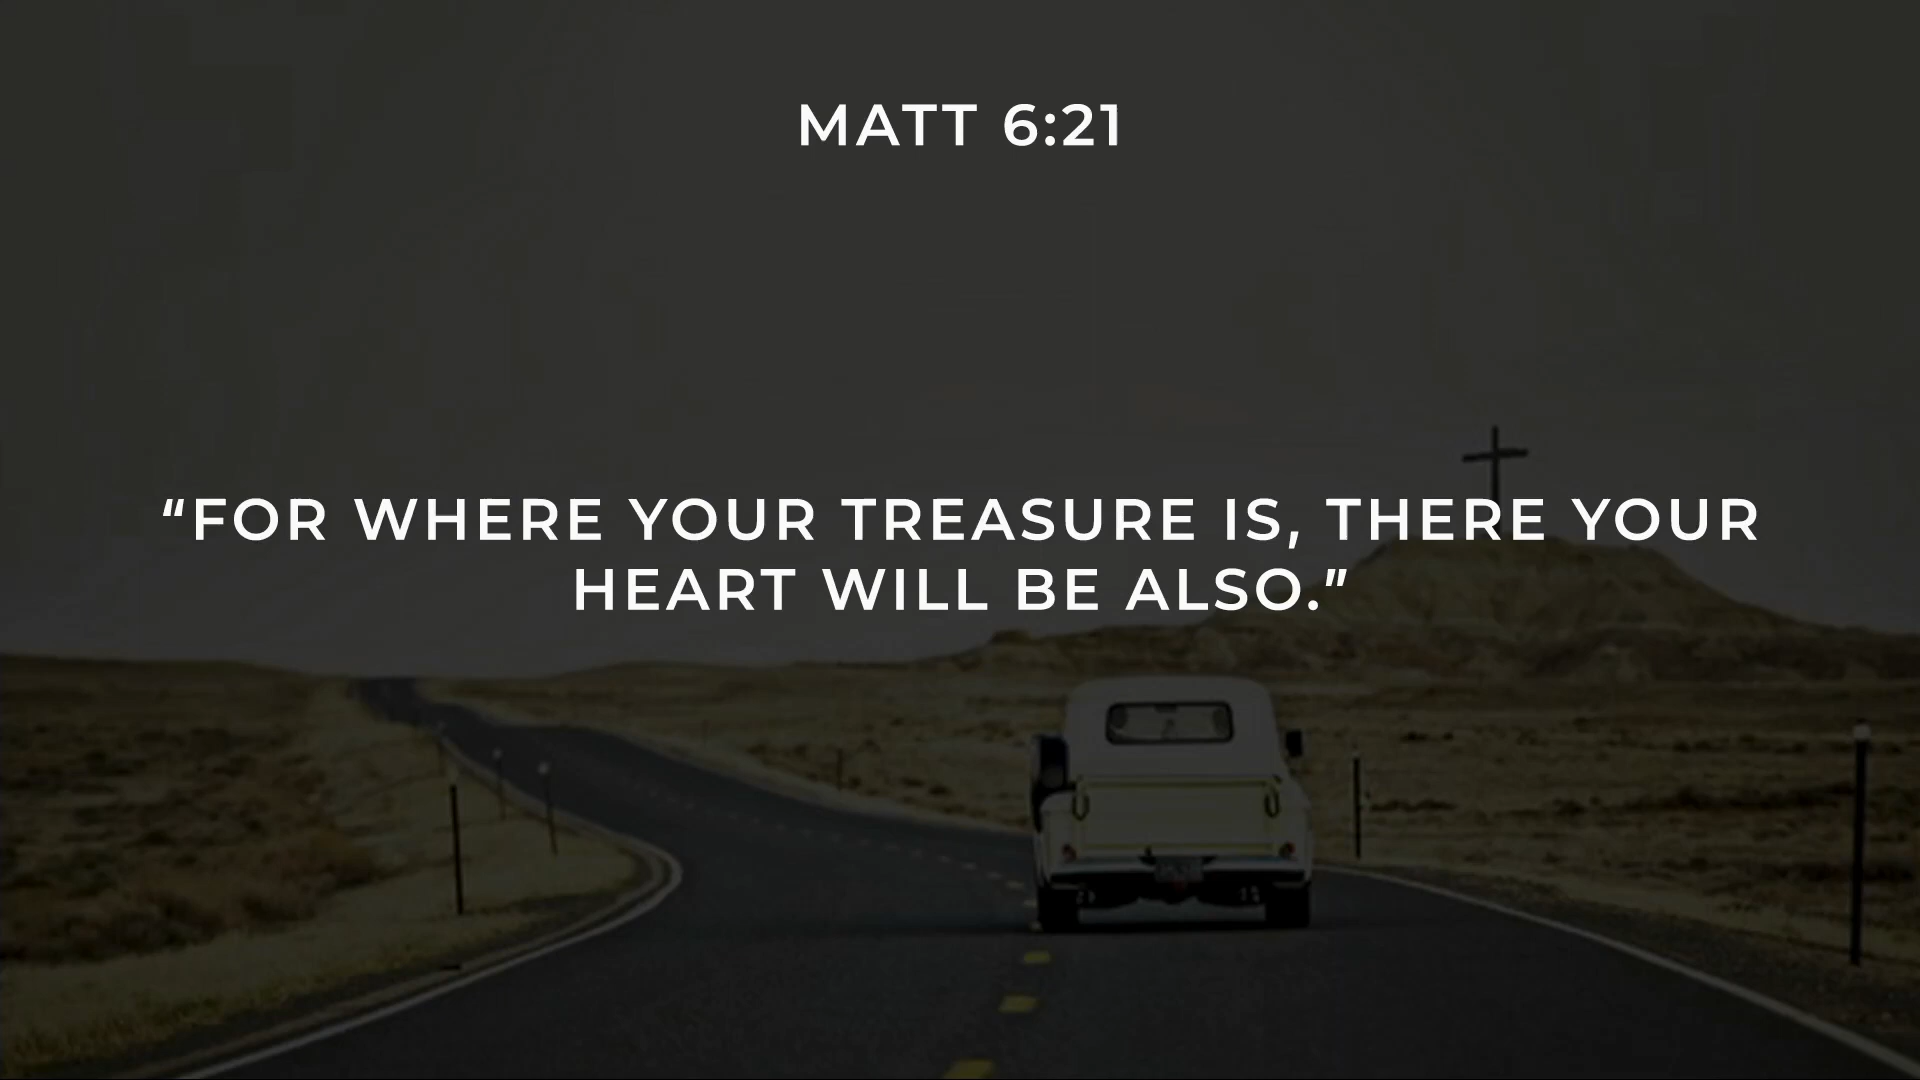 MATT 6:21
“FOR WHERE YOUR TREASURE IS, THERE YOUR
HEART WILL BE ALSO.”